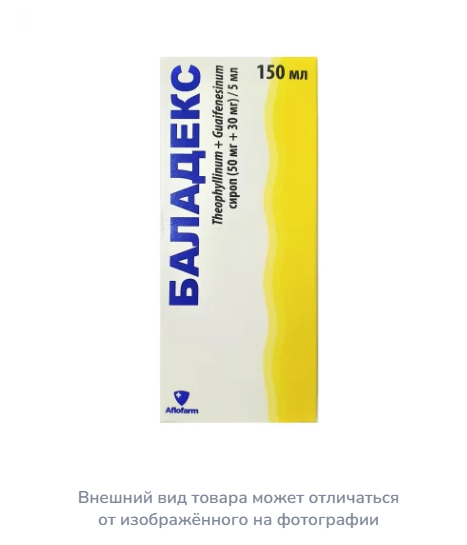 150 мл
БАЛАДЕКС
Theophyllinum + Guaifenesinum
сироп (50 мг + 30 мг) / 5 мл
Aflofarm
Внешний вид товара может отличаться
от изображённого на фотографии